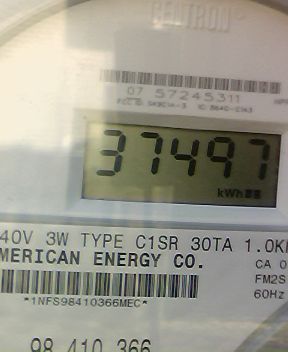 CENTRON®
07 57245311
37497
kWh
40V 3W TYPE C1SR 30TA 1.0K
MERICAN ENERGY CO.
CA 0
FM2S
60Hz
*1NFS98410366MEC*
98 410 366